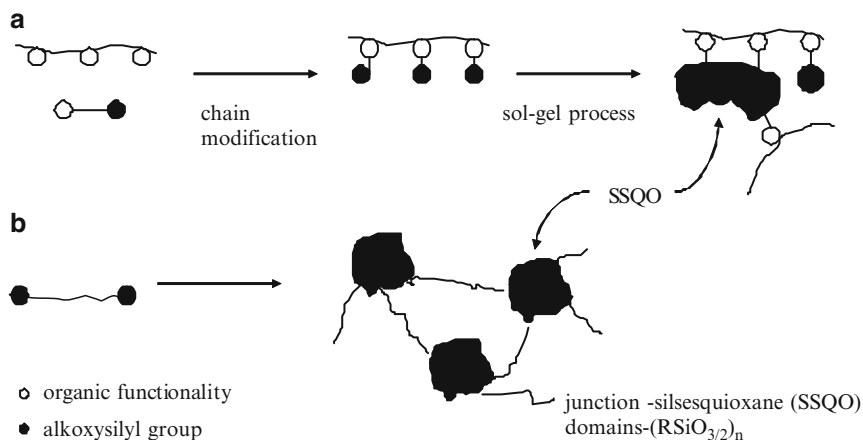 a
chain
modification
sol-gel process
SSQO
b
organic functionality
alkoxysilyl group
junction -silsesquioxane (SSQO)
domains-(RSiO3/2)n